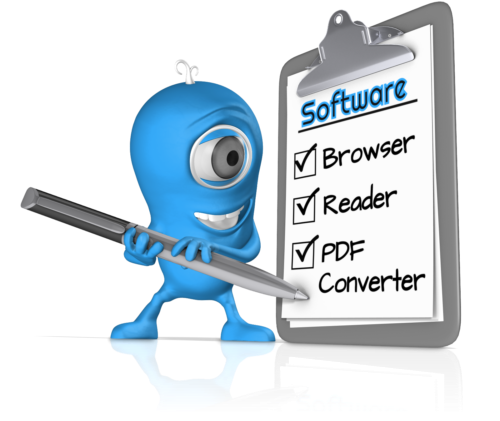 Software
Browser
Reader
PDF
Converter